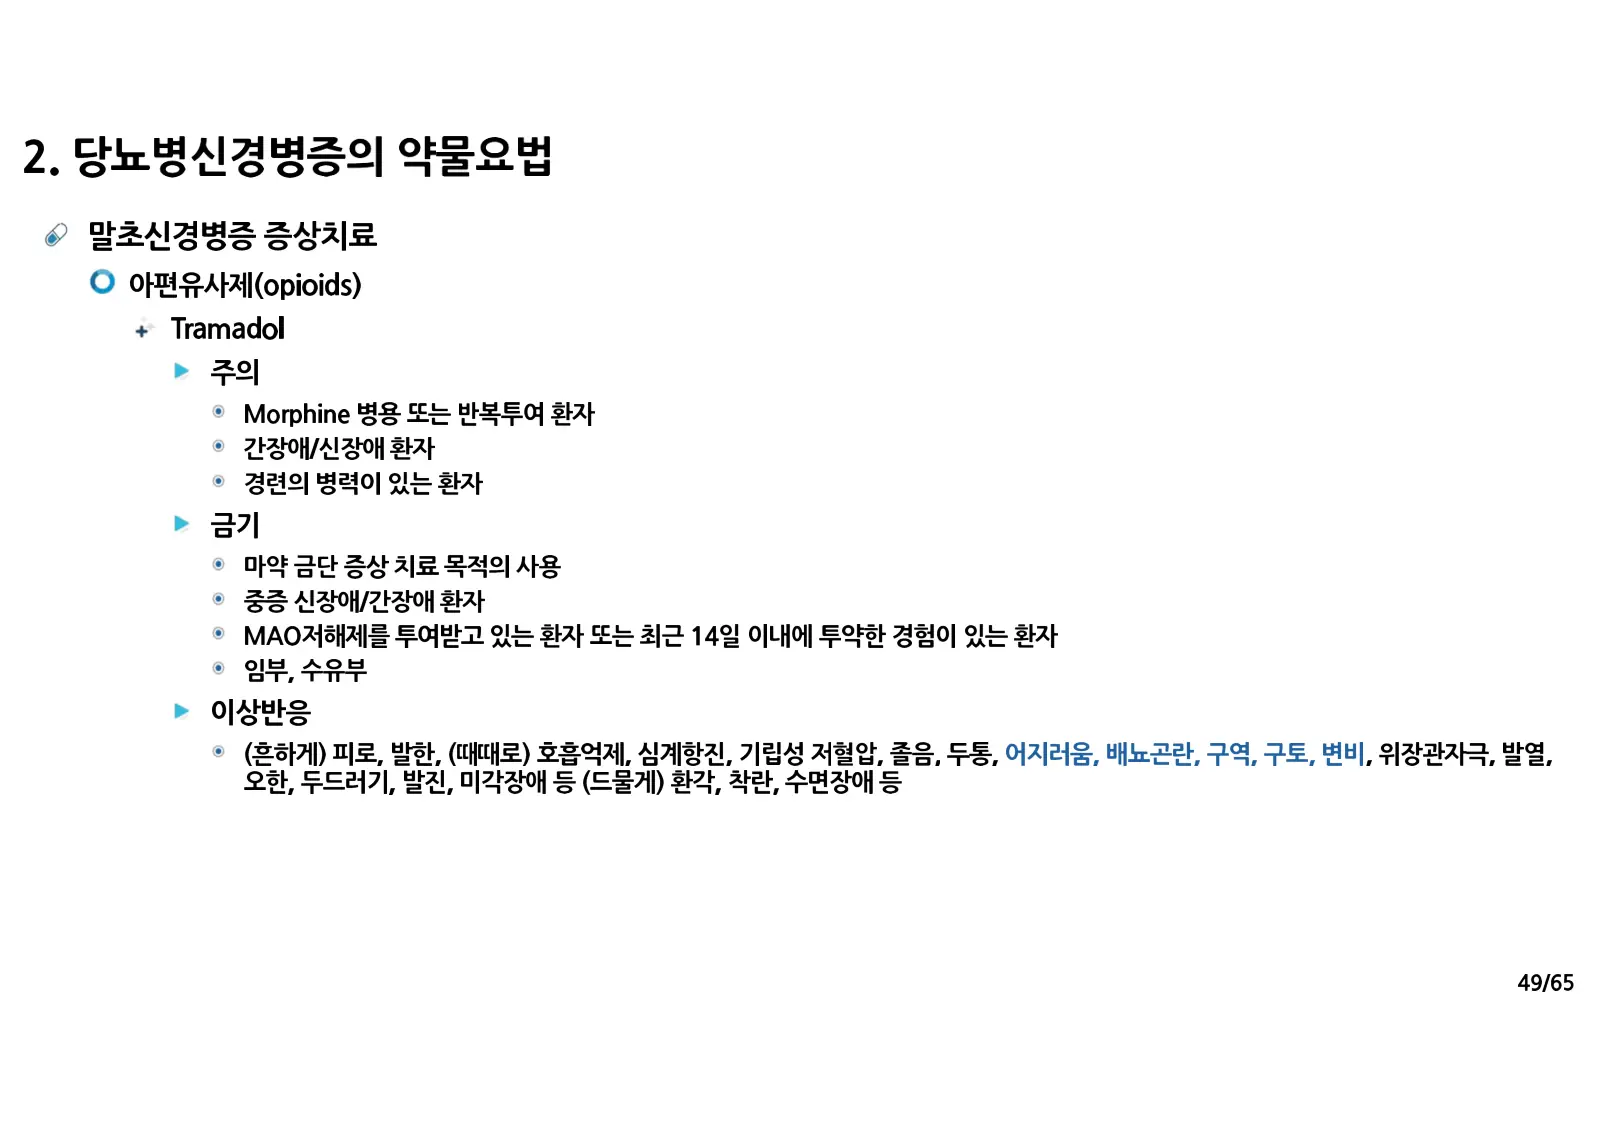 2. 당뇨병신경병증의 약물요법
말초신경병증 증상치료
아편유사제(opioids)
Tramadol
주의
Morphine 병용 또는 반복투여 환자
간장애/신장애 환자
경련의 병력이 있는 환자
금기
마약 금단 증상 치료 목적의 사용
중증 신장애/간장애 환자
MAO저해제를 투여받고 있는 환자 또는 최근 14일 이내에 투약한 경험이 있는 환자
임부, 수유부
이상반응
(흔하게) 피로, 발한, (때때로) 호흡억제, 심계항진, 기립성 저혈압, 졸음, 두통, 어지러움, 배뇨곤란, 구역, 구토, 변비, 위장관자극, 발열,
오한, 두드러기, 발진, 미각장애 등 (드물게) 환각, 착란, 수면장애 등
49/65